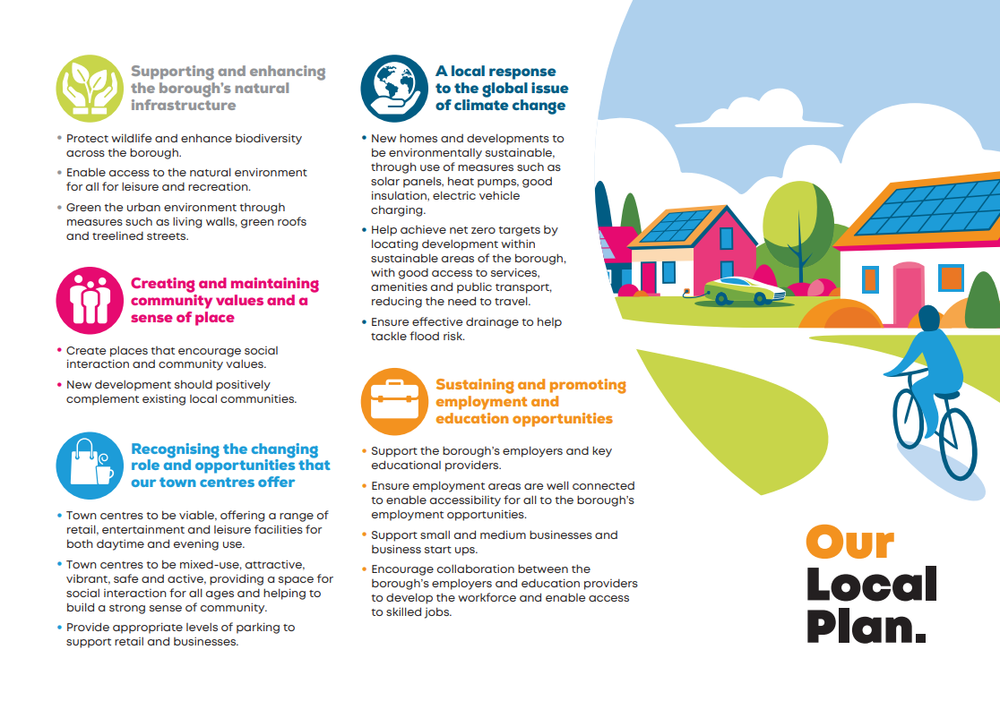 Supporting and enhancing
the borough's natural
infrastructure
• Protect wildlife and enhance biodiversity
across the borough.
• Enable access to the natural environment
for all for leisure and recreation.
• Green the urban environment through
measures such as living walls, green roofs
and treelined streets.
Creating and maintaining
community values and a
sense of place
• Create places that encourage social
interaction and community values.
• New development should positively
complement existing local communities.
Recognising the changing
role and opportunities that
our town centres offer
• Town centres to be viable, offering a range of
retail, entertainment and leisure facilities for
both daytime and evening use.
• Town centres to be mixed-use, attractive,
vibrant, safe and active, providing a space for
social interaction for all ages and helping to
build a strong sense of community.
• Provide appropriate levels of parking to
support retail and businesses.
A local response
to the global issue
of climate change
• New homes and developments to
be environmentally sustainable,
through use of measures such as
solar panels, heat pumps, good
insulation, electric vehicle
charging.
• Help achieve net zero targets by
locating development within
sustainable areas of the borough,
with good access to services,
amenities and public transport,
reducing the need to travel.
• Ensure effective drainage to help
tackle flood risk.
Sustaining and promoting
employment and
education opportunities
• Support the borough's employers and key
educational providers.
• Ensure employment areas are well connected
to enable accessibility for all to the borough's
employment opportunities.
• Support small and medium businesses and
business start ups.
• Encourage collaboration between the
borough's employers and education providers
to develop the workforce and enable access
to skilled jobs.
Our
Local
Plan.